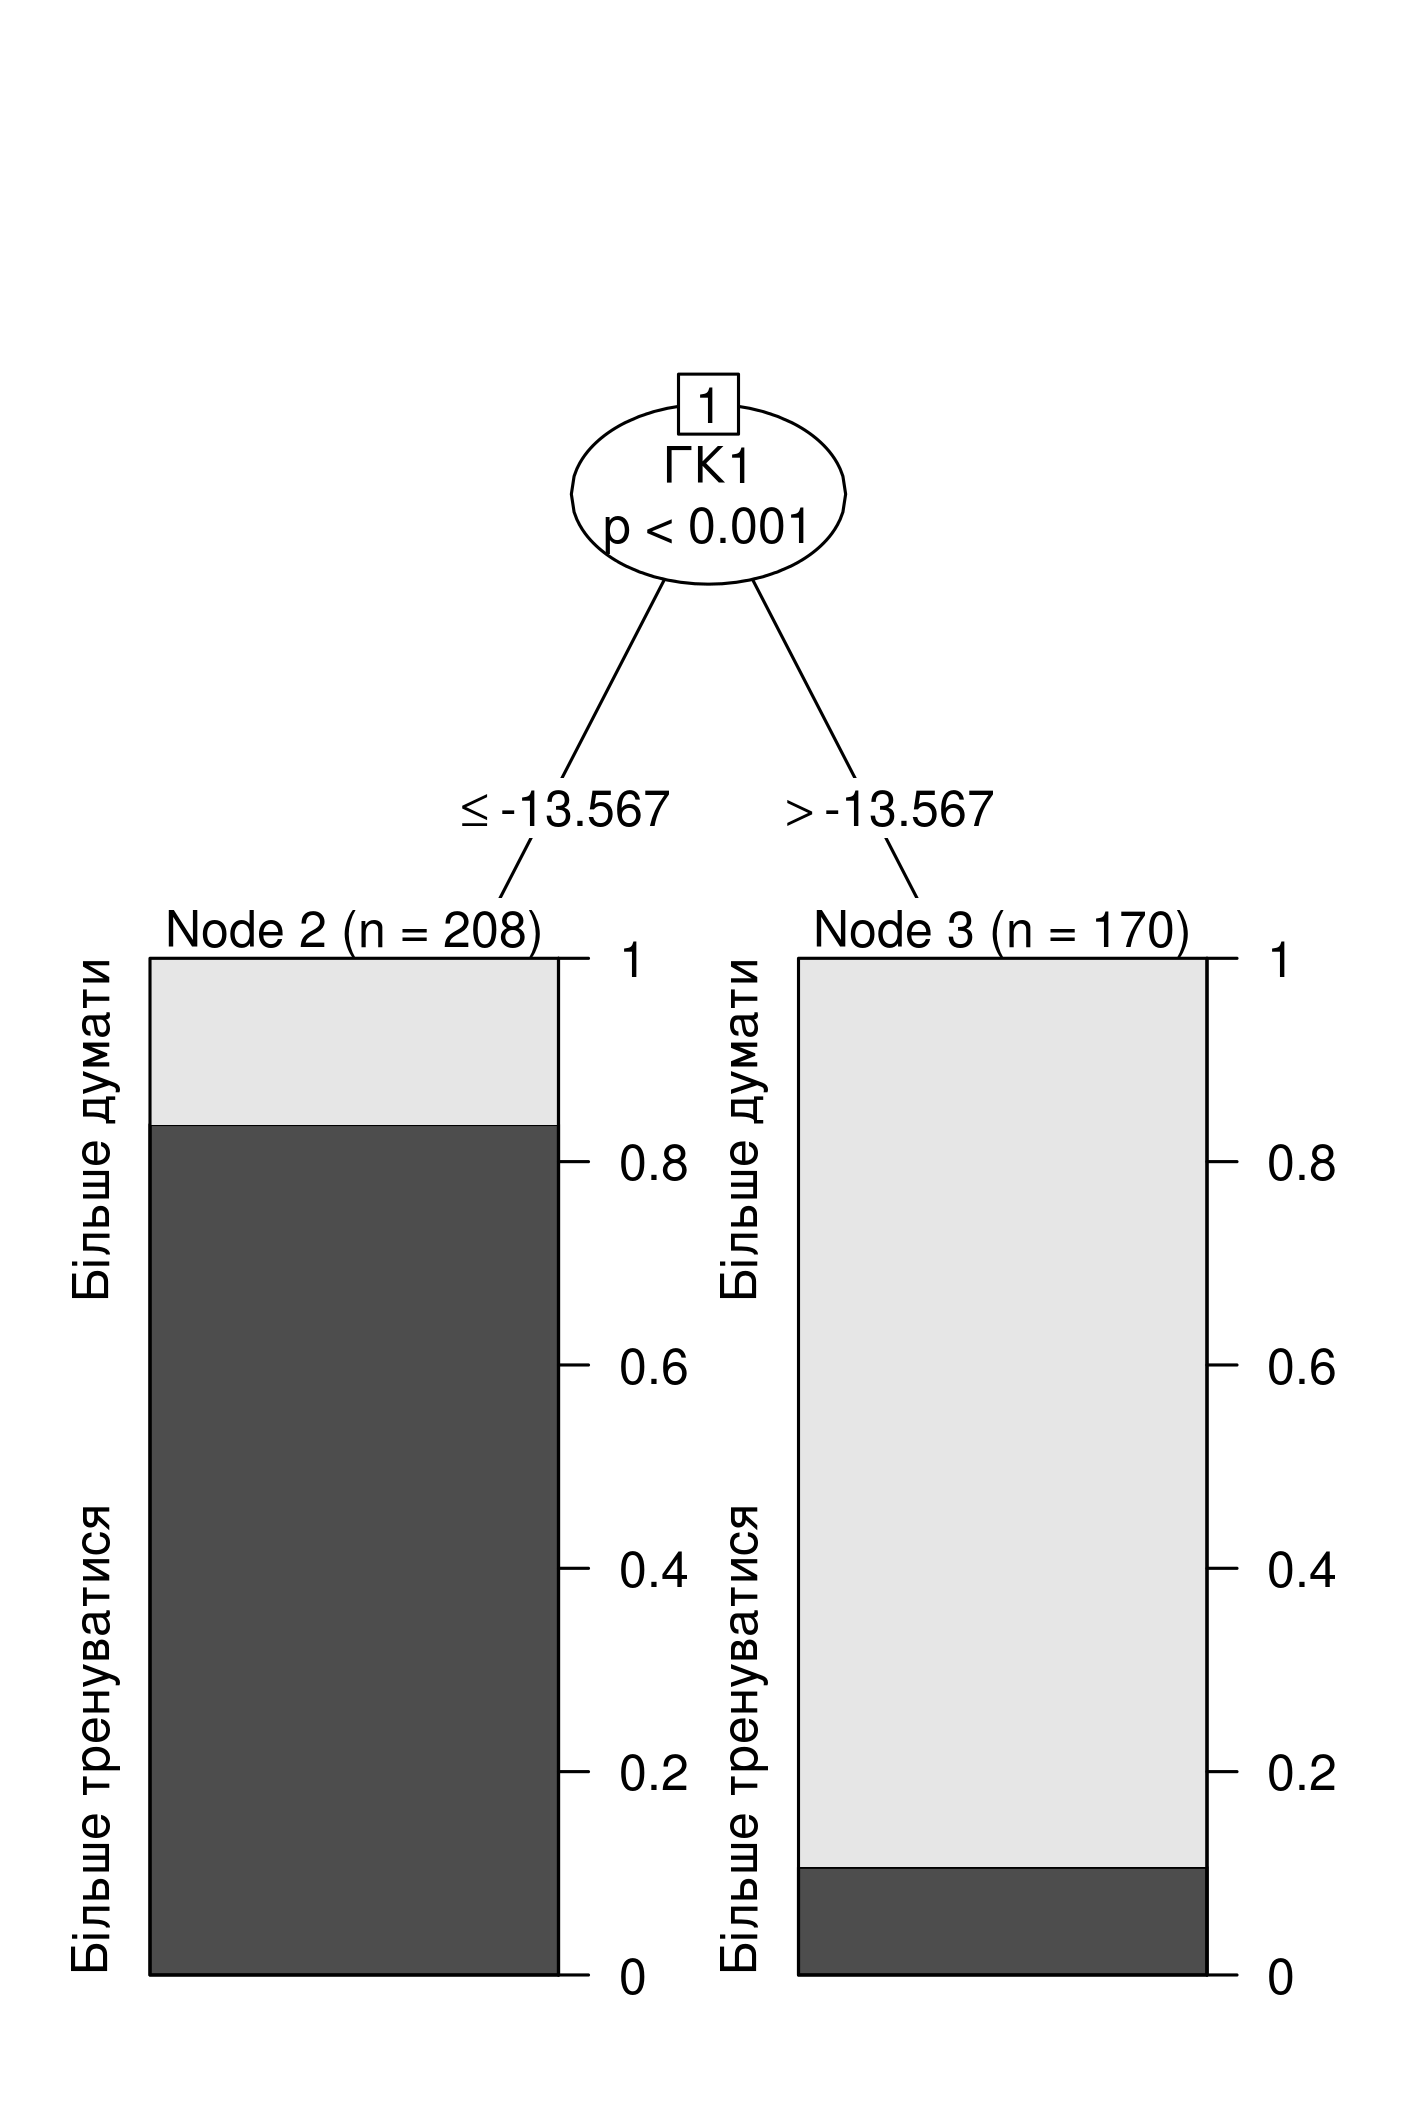 1
ГК1
p < 0.001
≤ -13.567
> -13.567
Node 2 (n = 208)
Більше думати
Більше тренуватися
1
0.8
0.6
0.4
0.2
0
Node 3 (n = 170)
Більше думати
Більше тренуватися
1
0.8
0.6
0.4
0.2
0